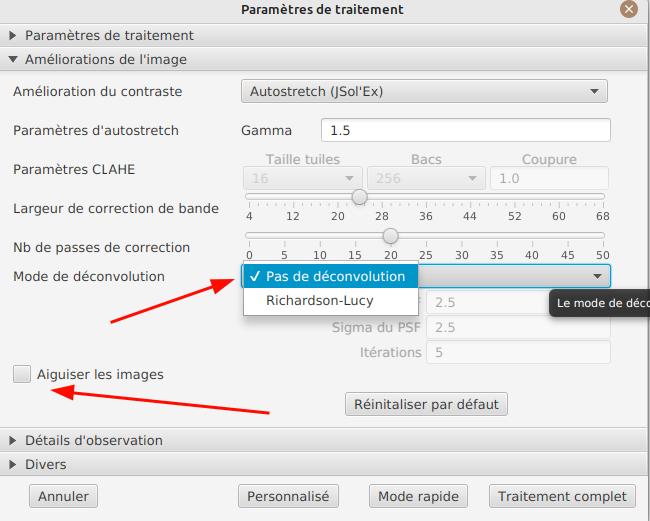 Paramètres de traitement
Paramètres de traitement
Améliorations de l'image
Amélioration du contraste Autostretch (JSol'Ex)
Paramètres d'autostretch Gamma 1.5
Taille tuiles Bacs Coupure
Paramètres CLAHE 16 256 1.0
Largeur de correction de bande
4 12 20 28 36 44 52 60 68
Nb de passes de correction
0 5 10 15 20 25 30 35 40 45 50
Mode de déconvolution ✓ Pas de déconvolution
Richardson-Lucy
2.5 Le mode de déco
Sigma du PSF 2.5
Itérations 5
Aiguiser les images
Réinitaliser par défaut
Détails d'observation
Divers
Annuler Personnalisé Mode rapide Traitement complet